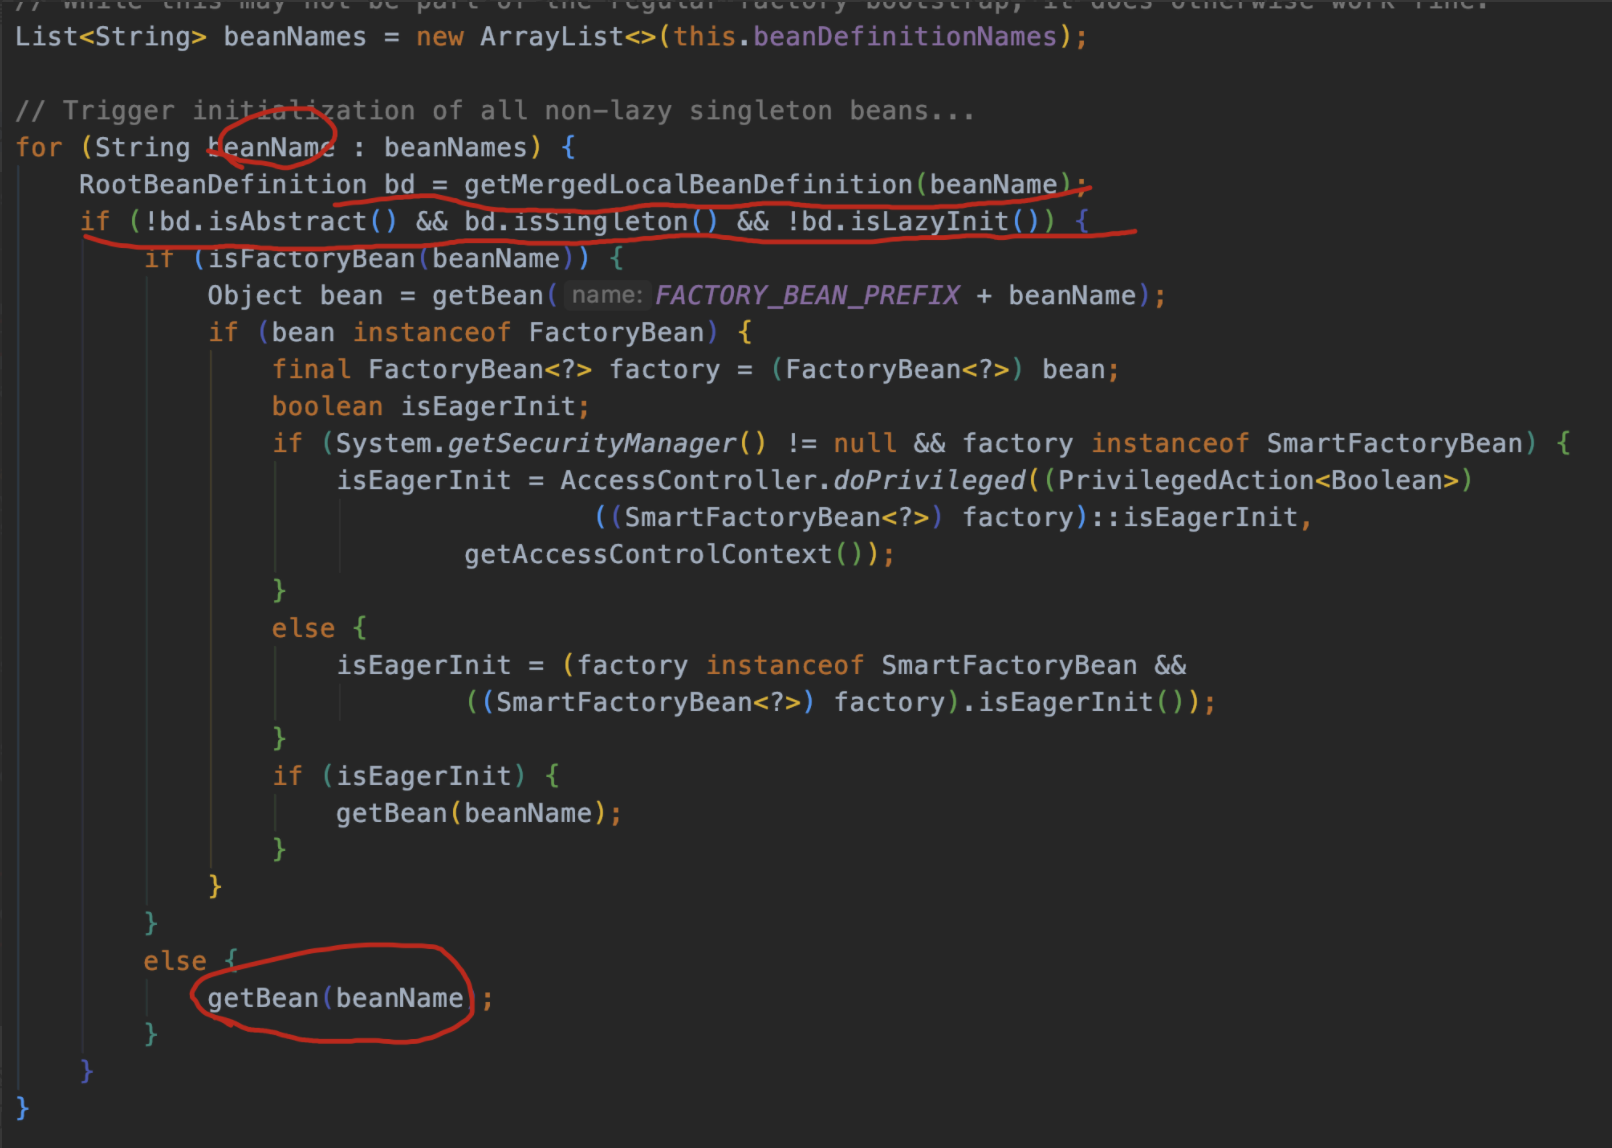 // While this may not be part of the regular factory bootstrap, it does otherwise work fine.
List<String> beanNames = new ArrayList<>(this.beanDefinitionNames);
// Trigger initialization of all non-lazy singleton beans...
for (String beanName : beanNames) {
RootBeanDefinition bd = getMergedLocalBeanDefinition(beanName);
if (!bd.isAbstract() && bd.isSingleton() && !bd.isLazyInit()) {
if (isFactoryBean(beanName)) {
Object bean = getBean( name: FACTORY_BEAN_PREFIX + beanName);
if (bean instanceof FactoryBean) {
final FactoryBean<?> factory = (FactoryBean<?>) bean;
boolean isEagerInit;
if (System.getSecurityManager() != null && factory instanceof SmartFactoryBean) {
isEagerInit = AccessController.doPrivileged((PrivilegedAction<Boolean>)
((SmartFactoryBean<?>) factory)::isEagerInit,
getAccessControlContext());
}
else {
isEagerInit = (factory instanceof SmartFactoryBean &&
((SmartFactoryBean<?>) factory).isEagerInit());
}
if (isEagerInit) {
getBean(beanName);
}
}
}
else {
getBean(beanName);
}
}
}